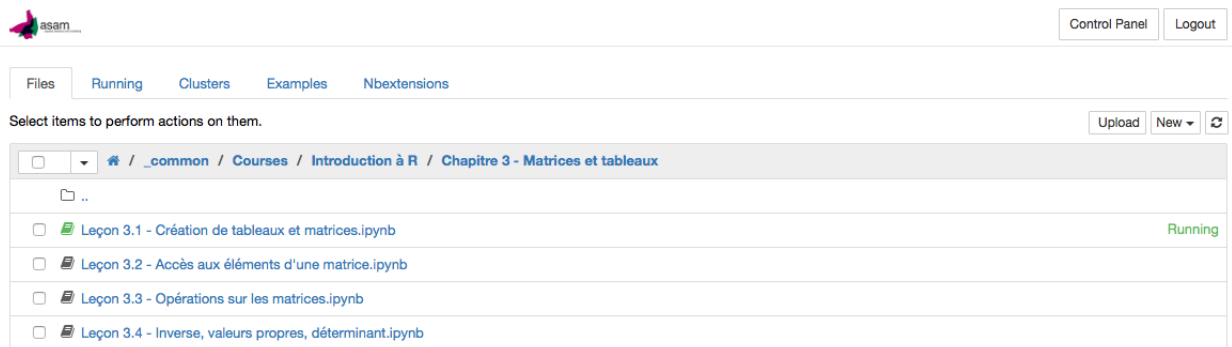 asam
Control Panel Logout
Files Running Clusters Examples Nbextensions
Select items to perform actions on them.
Upload New
/ _common / Courses / Introduction à R / Chapitre 3 - Matrices et tableaux
..
Leçon 3.1 - Création de tableaux et matrices.ipynb Running
Leçon 3.2 - Accès aux éléments d'une matrice.ipynb
Leçon 3.3 - Opérations sur les matrices.ipynb
Leçon 3.4 - Inverse, valeurs propres, déterminant.ipynb